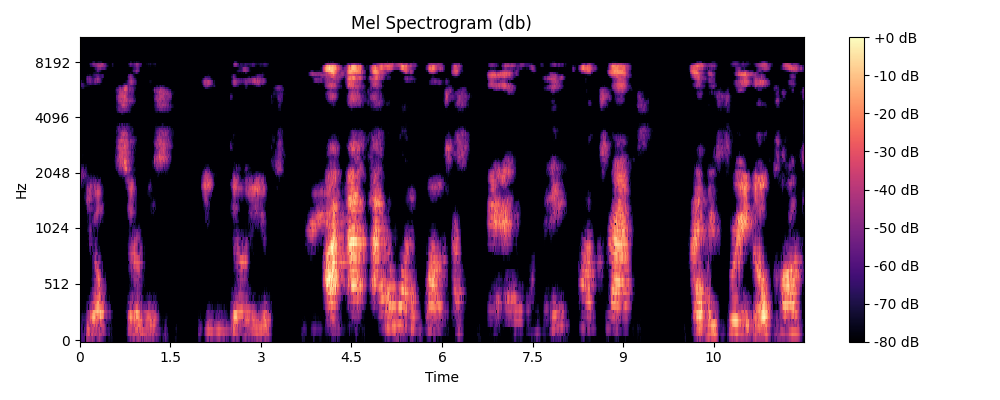 Mel Spectrogram (db)
8192
4096
2048
1024
512
0
Hz
0 1.5 3 4.5 6 7.5 9 10
Time
+0 dB
-10 dB
-20 dB
-30 dB
-40 dB
-50 dB
-60 dB
-70 dB
-80 dB